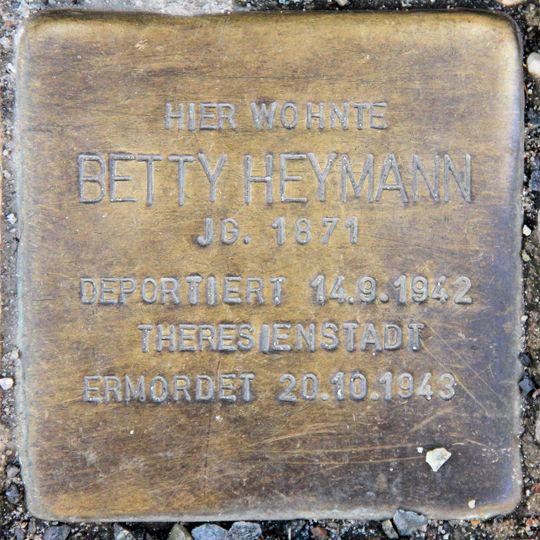 HIER WOHNTE
BETTY HEYMANN
JG. 1871
DEPORTIERT 14.9.1942
THERESIENSTADT
ERMORDET 20.10.1943